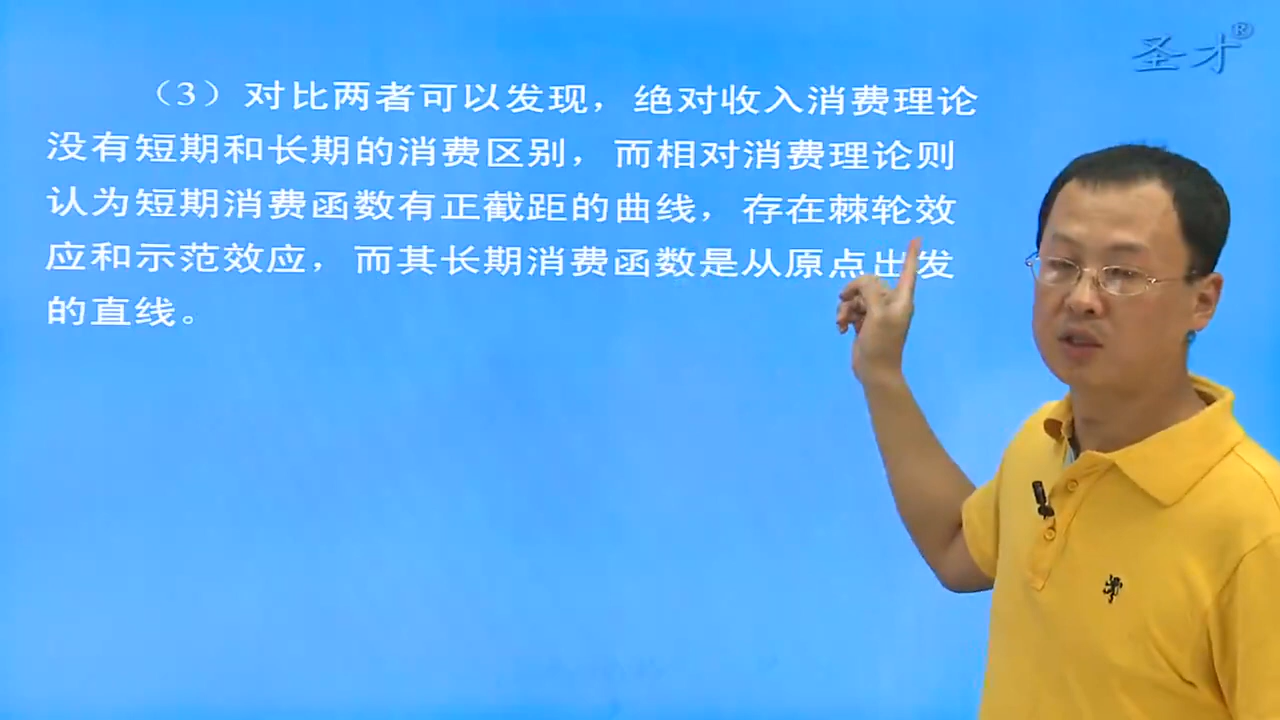 圣才®
（3）对比两者可以发现，绝对收入消费理论
没有短期和长期的消费区别，而相对消费理论则
认为短期消费函数有正截距的曲线，存在棘轮效
应和示范效应，而其长期消费函数是从原点出发
的直线。